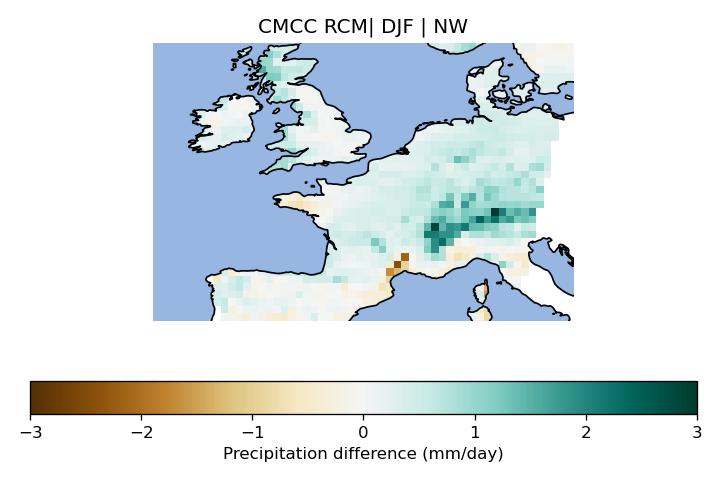 CMCC RCM| DJF | NW
−3 −2 −1 0 1 2 3
Precipitation difference (mm/day)